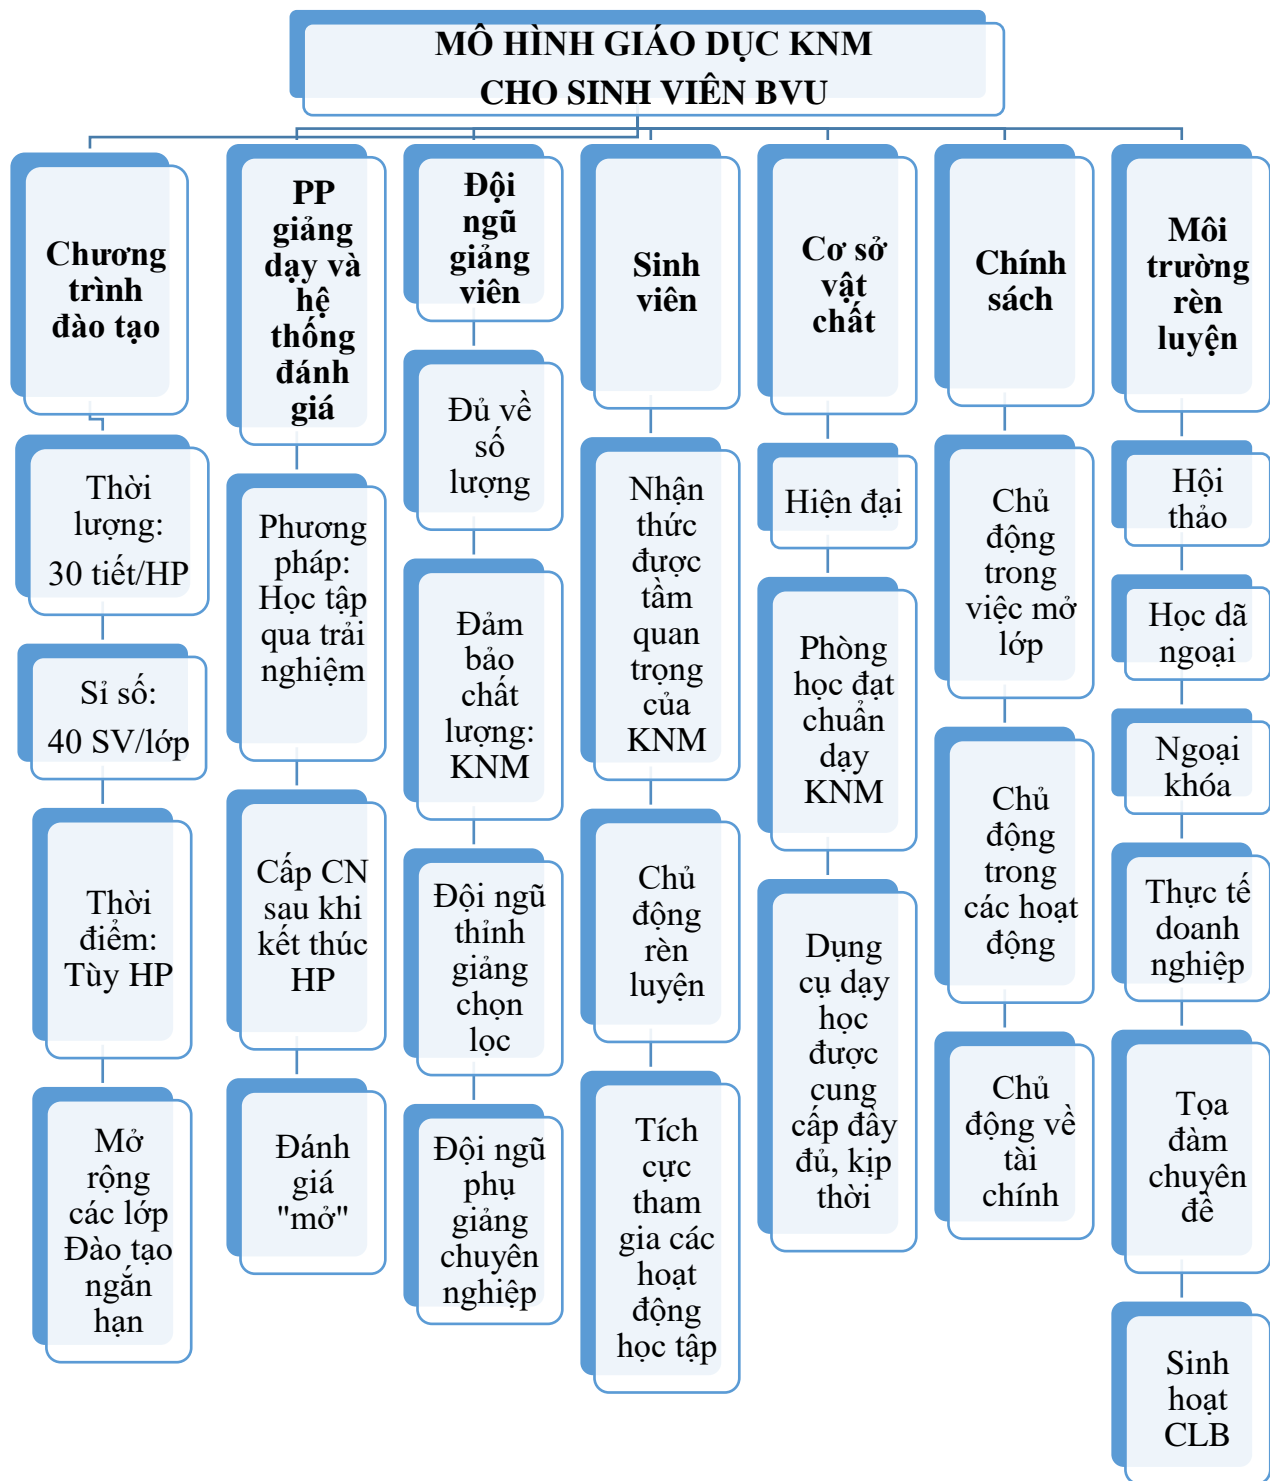 MÔ HÌNH GIÁO DỤC KNM
CHO SINH VIÊN BVU
Chương
trình
đào tạo
Thời
lượng:
30 tiết/HP
Sỉ số:
40 SV/lớp
Thời
điểm:
Tùy HP
Mở
rộng
các lớp
Đào tạo
ngắn
hạn
PP
giảng
dạy và
hệ
thống
đánh
giá
Phương
pháp:
Học tập
qua trải
nghiệm
Cấp CN
sau khi
kết thúc
HP
Đánh
giá
"mở"
Đội
ngũ
giảng
viên
Đủ về
số
lượng
Đảm
bảo
chất
lượng:
KNM
Đội ngũ
thỉnh
giảng
chọn
lọc
Đội ngũ
phụ
giảng
chuyên
nghiệp
Sinh
viên
Nhận
thức
được
tầm
quan
trọng
của
KNM
Chủ
động
rèn
luyện
Tích
cực
tham
gia các
hoạt
động
học tập
Cơ sở
vật
chất
Hiện đại
Phòng
học đạt
chuẩn
dạy
KNM
Dụng
cụ dạy
học
được
cung
cấp đầy
đủ, kịp
thời
Chính
sách
Chủ
động
trong
việc mở
lớp
Chủ
động
trong
các hoạt
động
Chủ
động về
tài
chính
Môi
trường
rèn
luyện
Hội
thảo
Học dã
ngoại
Ngoại
khóa
Thực tế
doanh
nghiệp
Tọa
đàm
chuyên
đề
Sinh
hoạt
CLB